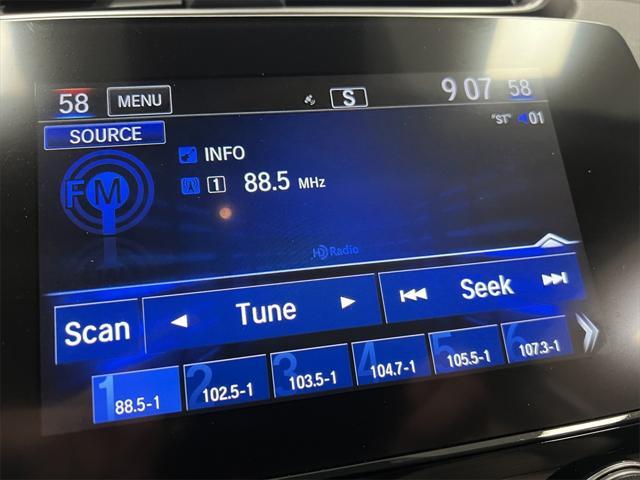 58 MENU S 9 07 58
SOURCE "ST" 01
FM
INFO
1 88.5 MHz
HD Radio
Scan Tune Seek
1 88.5-1
2 102.5-1
3 103.5-1
4 104.7-1
5 105.5-1
6 107.3-1